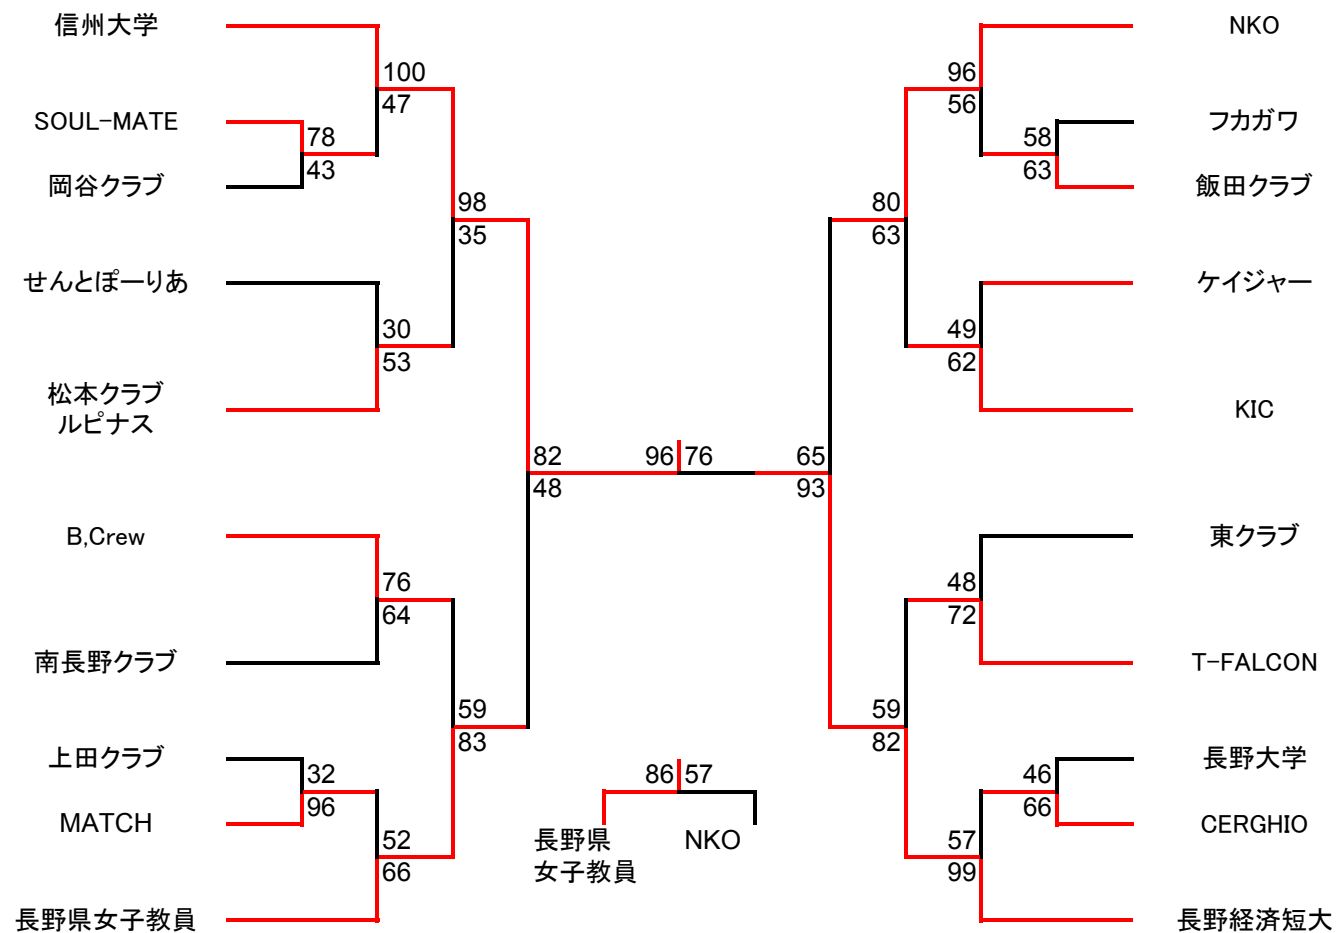 信州大学
100
47
SOUL-MATE
78
43
岡谷クラブ
98
35
せんとぽーりあ
30
53
松本クラブ
ルピナス
82
48
B,Crew
76
64
南長野クラブ
59
83
上田クラブ
32
96
MATCH
52
66
長野県女子教員
96 76
86 57
長野県
女子教員
NKO
NKO
96
56
フカガワ
58
63
飯田クラブ
80
63
ケイジャー
49
62
KIC
65
93
東クラブ
48
72
T-FALCON
59
82
長野大学
46
66
CERGHIO
57
99
長野経済短大